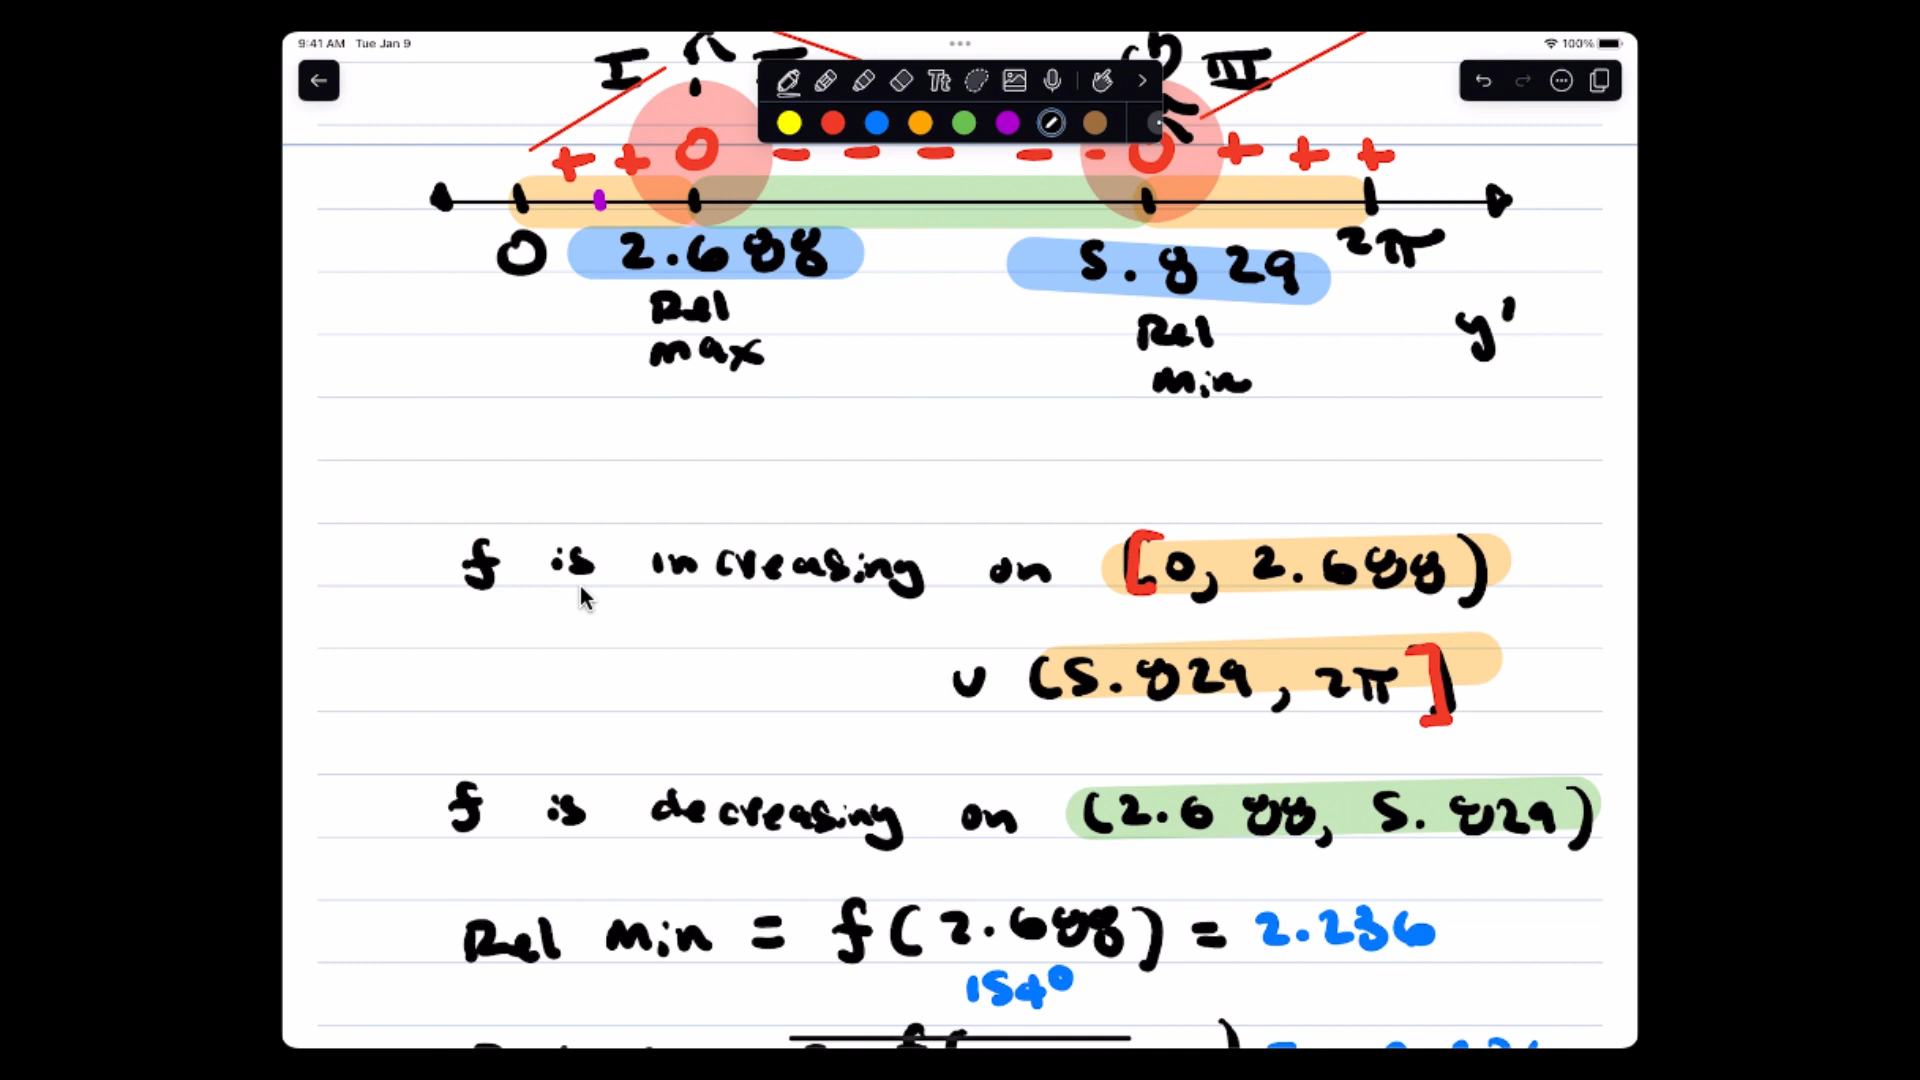 9:41 AM Tue Jan 9
100%
I
III
Tt
+ + 0 - - - - - 0 + + +
0 2.688 5.829 2π
Rel max
Rel min
y'
f is increasing on [0, 2.688)
∪ (5.829, 2π]
f is decreasing on (2.688, 5.829)
Rel min = f(2.688) = 2.236
154°